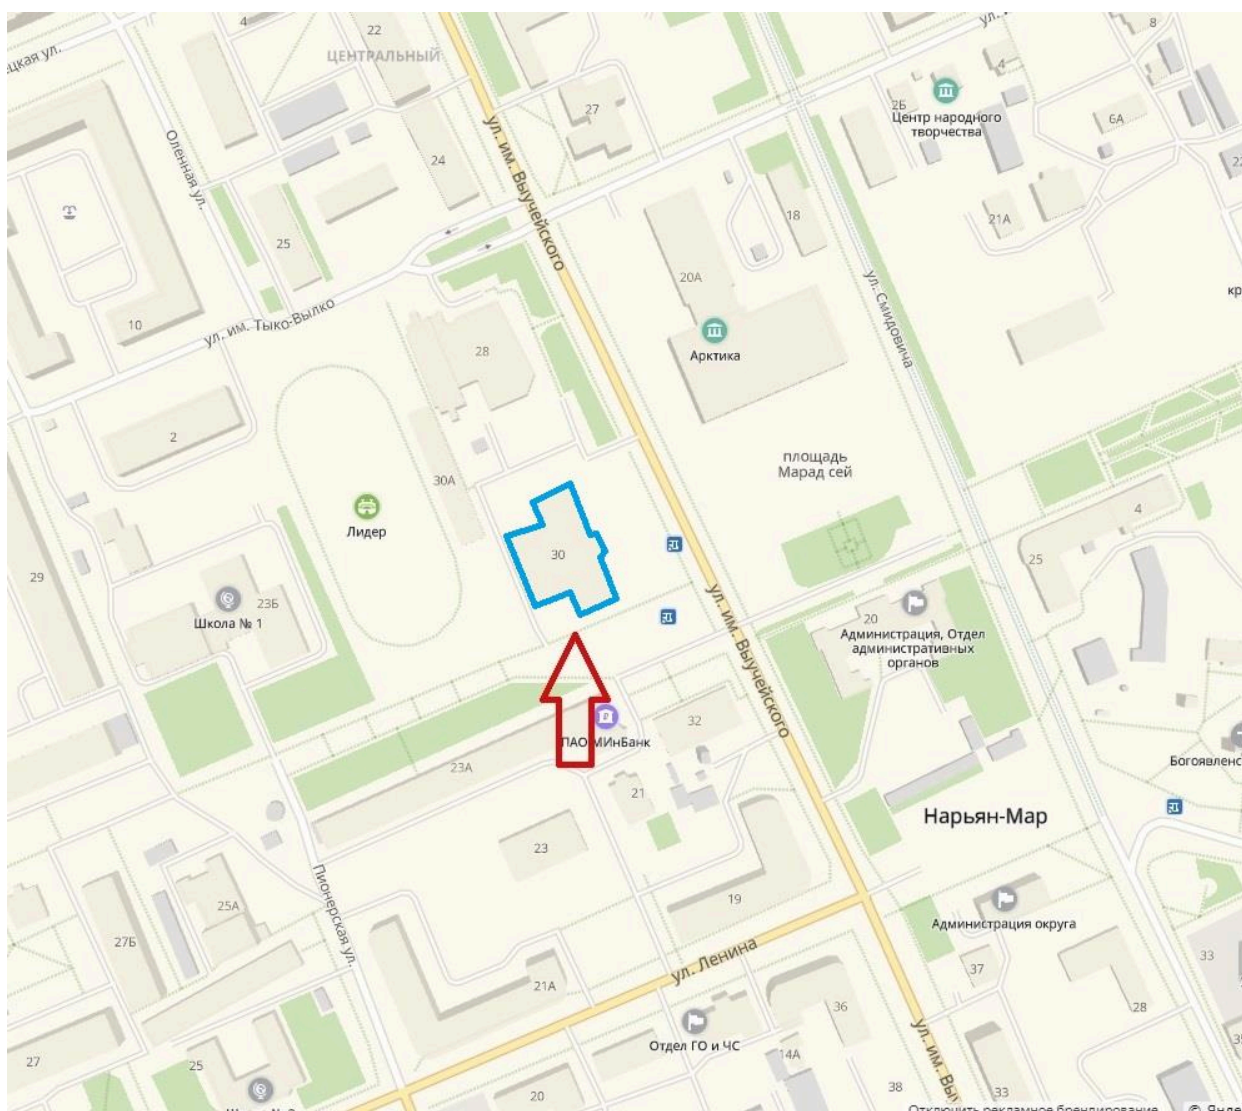 4
22
ЦЕНТРАЛЬНЫЙ
8
4
цкая ул.
27
2Б
Центр народного
творчества
6А
Оленная ул.
24
ул. им. Выучейского
22
18
21А
25
20А
ул. Смидовича
кр
10
ул. им. Тыко-Вылко
28
Арктика
2
площадь
Марад сей
30А
Лидер
4
30
25
29
23Б
Школа № 1
ул. им. Выучейского
20
Администрация, Отдел
административных
органов
32
ПАО МИнБанк
23А
21
Богоявленс
Нарьян-Мар
23
Пионерская ул.
19
25А
Администрация округа
27Б
ул. Ленина
37
33
21А
28
36
Отдел ГО и ЧС
14А
27
25
20
38
33
ул. им. Вы
Отключить рекламное брендирование